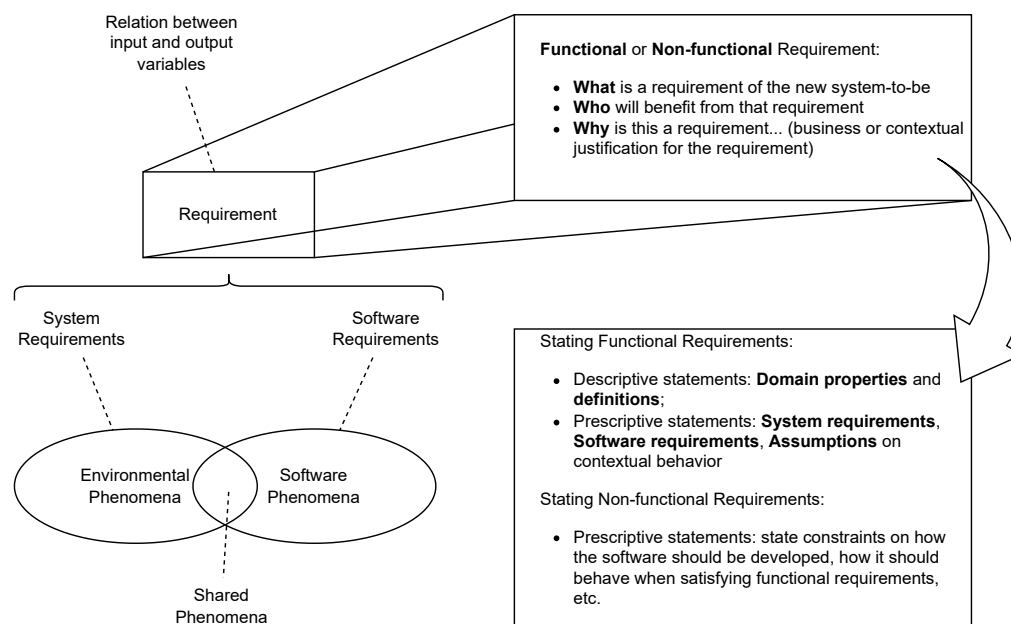 Relation between
input and output
variables
Functional or Non-functional Requirement:
• What is a requirement of the new system-to-be
• Who will benefit from that requirement
• Why is this a requirement... (business or contextual
justification for the requirement)
Requirement
System
Requirements
Software
Requirements
Environmental
Phenomena
Software
Phenomena
Shared
Phenomena
Stating Functional Requirements:
• Descriptive statements: Domain properties and
definitions;
• Prescriptive statements: System requirements,
Software requirements, Assumptions on
contextual behavior
Stating Non-functional Requirements:
• Prescriptive statements: state constraints on how
the software should be developed, how it should
behave when satisfying functional requirements,
etc.